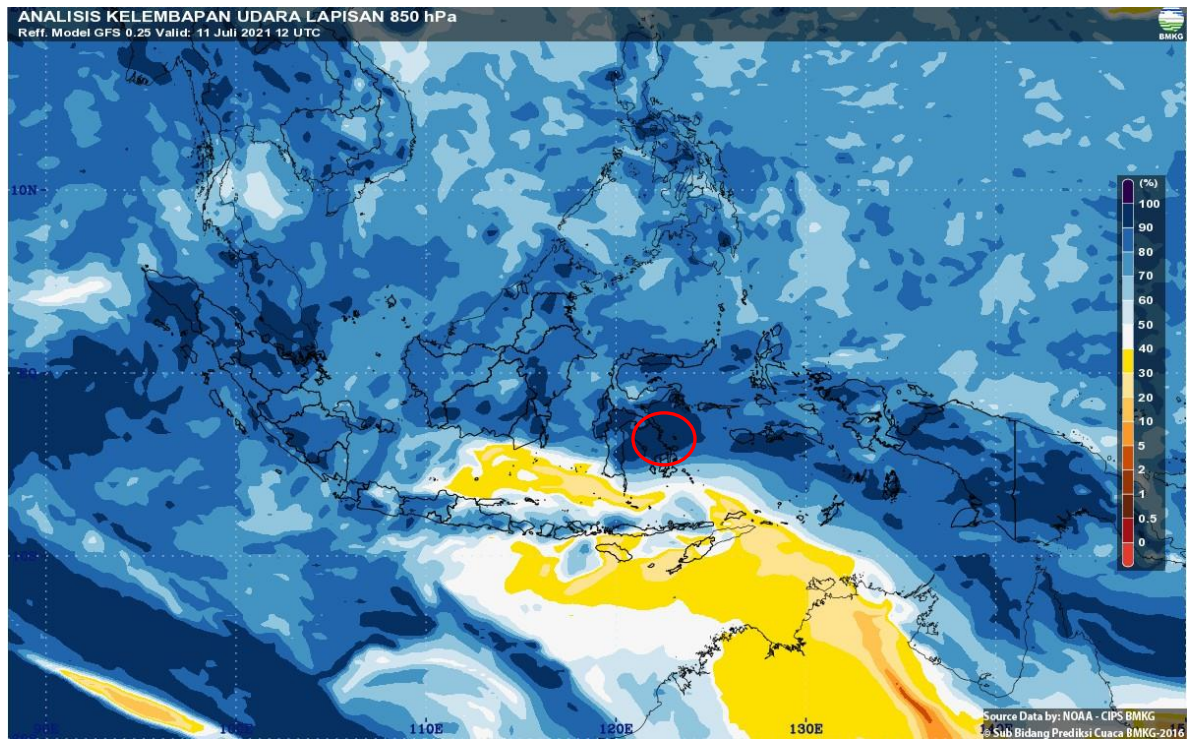 ANALISIS KELEMBAPAN UDARA LAPISAN 850 hPa
Reff. Model GFS 0.25 Valid: 11 Juli 2021 12 UTC
BMKG
10N
(%)
100
90
80
70
60
50
40
30
20
10
5
2
1
0.5
0
EQ
110E
120E
130E
Source Data by: NOAA - CIPS BMKG
© Sub Bidang Prediksi Cuaca BMKG-2016